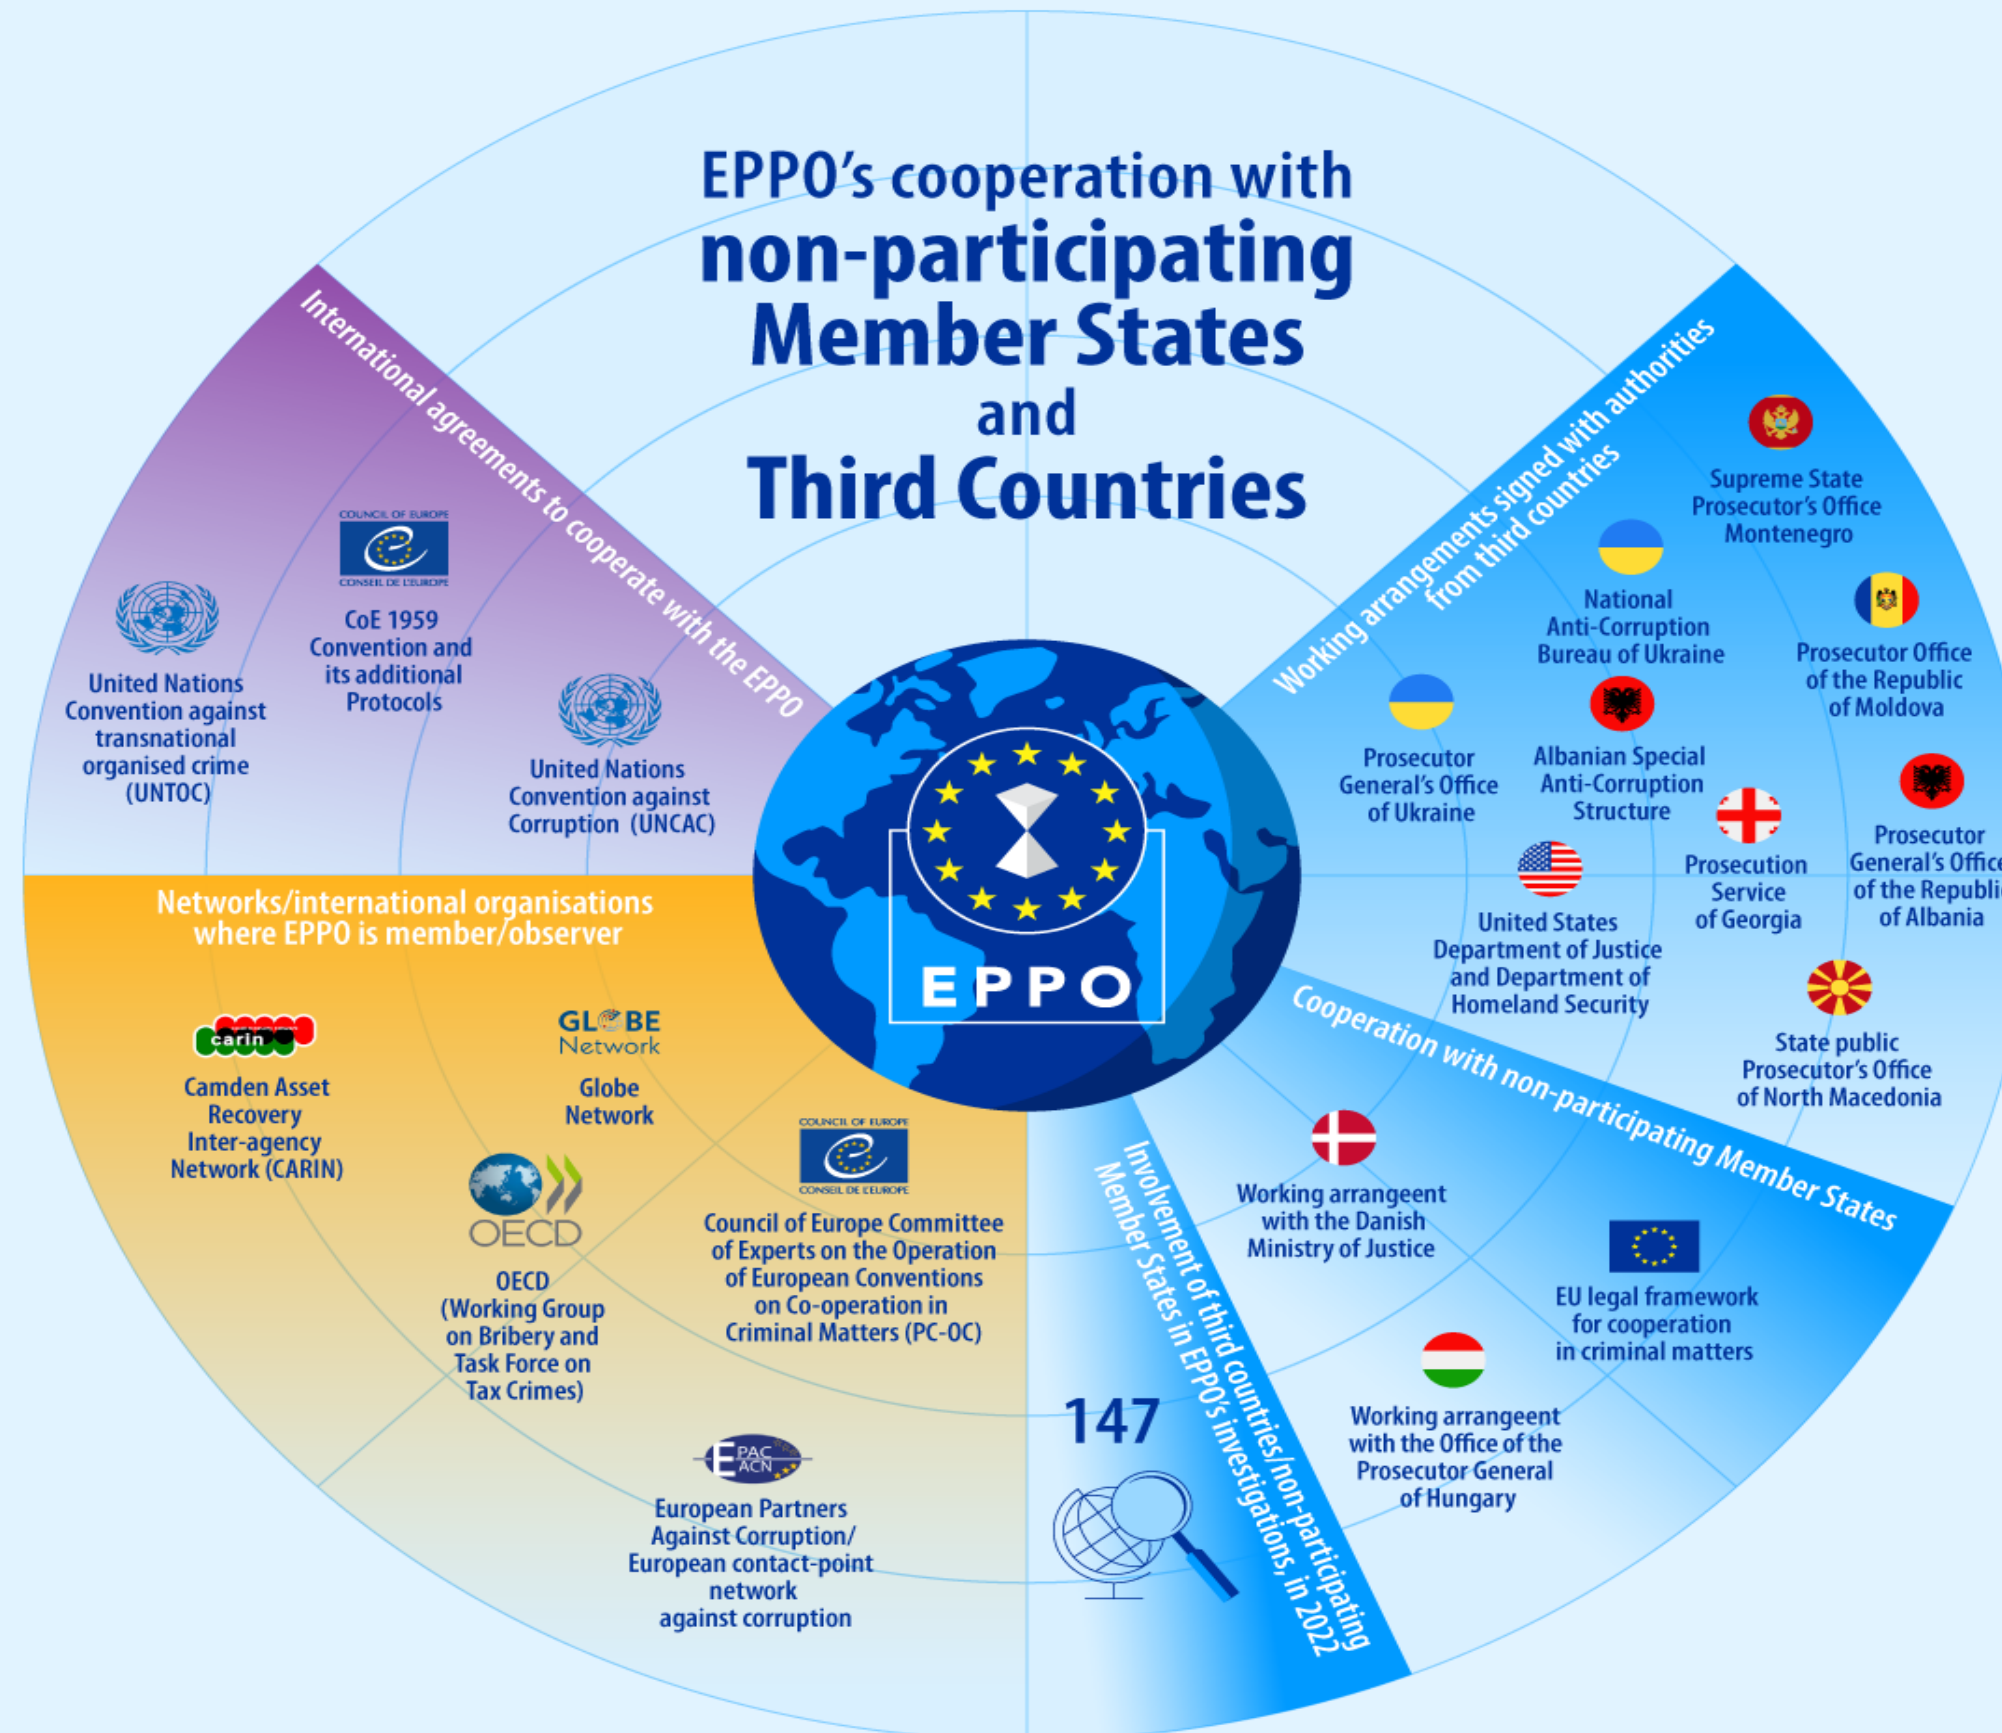 EPPO's cooperation with
non-participating
Member States
and
Third Countries
International agreements to cooperate with the EPPO
COUNCIL OF EUROPE
CONSEIL DE L'EUROPE
CoE 1959
Convention and
its additional
Protocols
United Nations
Convention against
transnational
organised crime
(UNTOC)
United Nations
Convention against
Corruption (UNCAC)
Working arrangements signed with authorities
from third countries
Supreme State
Prosecutor's Office
Montenegro
National
Anti-Corruption
Bureau of Ukraine
Prosecutor Office
of the Republic
of Moldova
Prosecutor
General's Office
of Ukraine
Albanian Special
Anti-Corruption
Structure
Prosecution
Service
of Georgia
Prosecutor
General's Office
of the Republi
of Albania
United States
Department of Justice
and Department of
Homeland Security
State public
Prosecutor's Office
of North Macedonia
EPPO
Networks/international organisations
where EPPO is member/observer
carin
Camden Asset
Recovery
Inter-agency
Network (CARIN)
GLOBE
Network
Globe
Network
OECD
OECD
(Working Group
on Bribery and
Task Force on
Tax Crimes)
COUNCIL OF EUROPE
CONSEIL DE L'EUROPE
Council of Europe Committee
of Experts on the Operation
of European Conventions
on Co-operation in
Criminal Matters (PC-OC)
EPAC
EACN
European Partners
Against Corruption/
European contact-point
network
against corruption
Involvement of third countries/non-participating
Member States in EPPO's investigations, in 2022
147
Cooperation with non-participating Member States
Working arrangeent
with the Danish
Ministry of Justice
EU legal framework
for cooperation
in criminal matters
Working arrangeent
with the Office of the
Prosecutor General
of Hungary